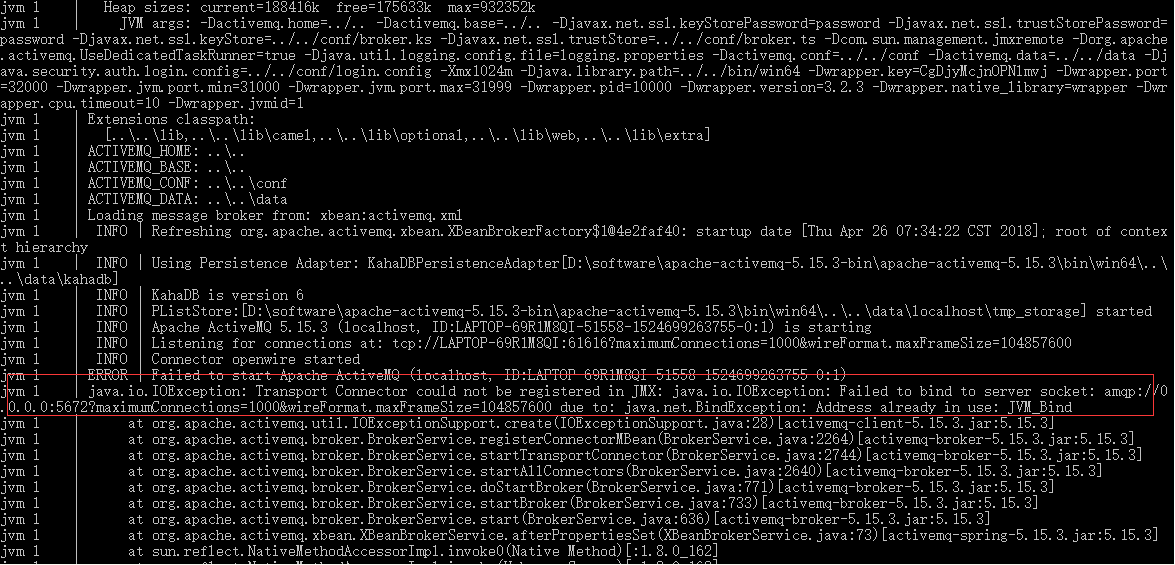 jvm 1    |   Heap sizes: current=188416k  free=175633k  max=932352k
jvm 1    |     JVM args: -Dactivemq.home=../.. -Dactivemq.base=../.. -Djavax.net.ssl.keyStorePassword=password -Djavax.net.ssl.trustStorePassword=
password -Djavax.net.ssl.keyStore=../../conf/broker.ks -Djavax.net.ssl.trustStore=../../conf/broker.ts -Dcom.sun.management.jmxremote -Dorg.apache
.activemq.UseDedicatedTaskRunner=true -Djava.util.logging.config.file=logging.properties -Dactivemq.conf=../../conf -Dactivemq.data=../../data -Dj
ava.security.auth.login.config=../../conf/login.config -Xmx1024m -Djava.library.path=../../bin/win64 -Dwrapper.key=CgDjyMcjnOPN1mvj -Dwrapper.port
=32000 -Dwrapper.jvm.port.min=31000 -Dwrapper.jvm.port.max=31999 -Dwrapper.pid=10000 -Dwrapper.version=3.2.3 -Dwrapper.native_library=wrapper -Dwr
apper.cpu.timeout=10 -Dwrapper.jvmid=1
jvm 1    | Extensions classpath:
jvm 1    |   [..\..\lib,..\..\lib\camel,..\..\lib\optional,..\..\lib\web,..\..\lib\extra]
jvm 1    | ACTIVEMQ_HOME: ..\..
jvm 1    | ACTIVEMQ_BASE: ..\..
jvm 1    | ACTIVEMQ_CONF: ..\..\conf
jvm 1    | ACTIVEMQ_DATA: ..\..\data
jvm 1    | Loading message broker from: xbean:activemq.xml
jvm 1    |  INFO | Refreshing org.apache.activemq.xbean.XBeanBrokerFactory$1@4e2faf40: startup date [Thu Apr 26 07:34:22 CST 2018]; root of contex
t hierarchy
jvm 1    |  INFO | Using Persistence Adapter: KahaDBPersistenceAdapter[D:\software\apache-activemq-5.15.3-bin\apache-activemq-5.15.3\bin\win64\..\
..\data\kahadb]
jvm 1    |  INFO | KahaDB is version 6
jvm 1    |  INFO | PListStore:[D:\software\apache-activemq-5.15.3-bin\apache-activemq-5.15.3\bin\win64\..\..\data\localhost\tmp_storage] started
jvm 1    |  INFO | Apache ActiveMQ 5.15.3 (localhost, ID:LAPTOP-69R1M8QI-51558-1524699263755-0:1) is starting
jvm 1    |  INFO | Listening for connections at: tcp://LAPTOP-69R1M8QI:61616?maximumConnections=1000&wireFormat.maxFrameSize=104857600
jvm 1    |  INFO | Connector openwire started
jvm 1    | ERROR | Failed to start Apache ActiveMQ (localhost, ID:LAPTOP-69R1M8QI-51558-1524699263755-0:1)
jvm 1    | java.io.IOException: Transport Connector could not be registered in JMX: java.io.IOException: Failed to bind to server socket: amqp://0
.0.0.0:5672?maximumConnections=1000&wireFormat.maxFrameSize=104857600 due to: java.net.BindException: Address already in use: JVM_Bind
jvm 1    |      at org.apache.activemq.util.IOExceptionSupport.create(IOExceptionSupport.java:28)[activemq-client-5.15.3.jar:5.15.3]
jvm 1    |      at org.apache.activemq.broker.BrokerService.registerConnectorMBean(BrokerService.java:2264)[activemq-broker-5.15.3.jar:5.15.3]
jvm 1    |      at org.apache.activemq.broker.BrokerService.startTransportConnector(BrokerService.java:2744)[activemq-broker-5.15.3.jar:5.15.3]
jvm 1    |      at org.apache.activemq.broker.BrokerService.startAllConnectors(BrokerService.java:2640)[activemq-broker-5.15.3.jar:5.15.3]
jvm 1    |      at org.apache.activemq.broker.BrokerService.doStartBroker(BrokerService.java:771)[activemq-broker-5.15.3.jar:5.15.3]
jvm 1    |      at org.apache.activemq.broker.BrokerService.startBroker(BrokerService.java:733)[activemq-broker-5.15.3.jar:5.15.3]
jvm 1    |      at org.apache.activemq.broker.BrokerService.start(BrokerService.java:636)[activemq-broker-5.15.3.jar:5.15.3]
jvm 1    |      at org.apache.activemq.xbean.XBeanBrokerService.afterPropertiesSet(XBeanBrokerService.java:73)[activemq-spring-5.15.3.jar:5.15.3]
jvm 1    |      at sun.reflect.NativeMethodAccessorImpl.invoke0(Native Method)[:1.8.0_162]